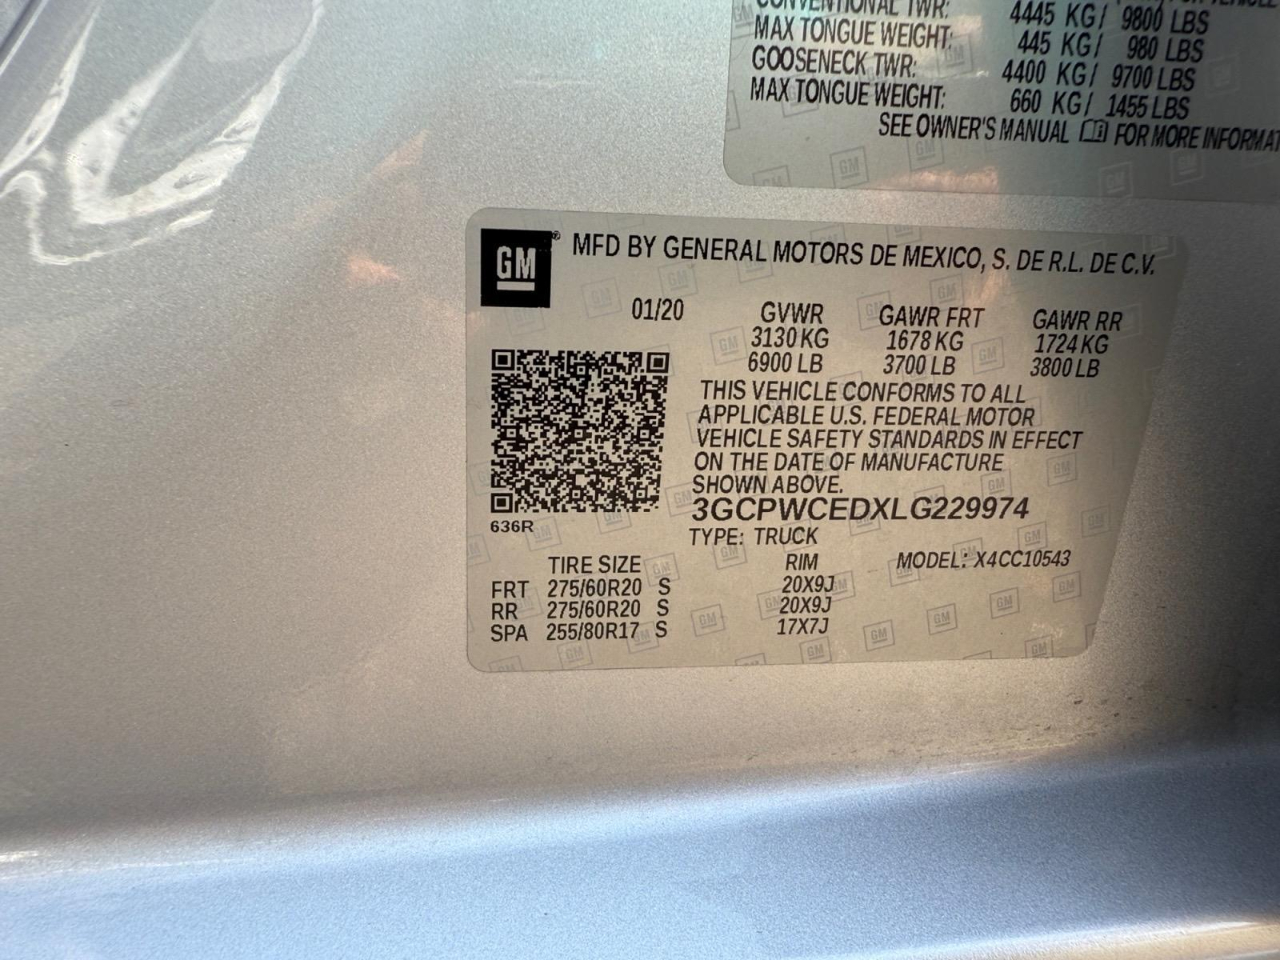 CONVENTIONAL TWR: 4445 KG/ 9800 LBS
MAX TONGUE WEIGHT: 445 KG/ 980 LBS
GOOSENECK TWR: 4400 KG/ 9700 LBS
MAX TONGUE WEIGHT: 660 KG/ 1455 LBS
SEE OWNER'S MANUAL FOR MORE INFORMAT
GM® MFD BY GENERAL MOTORS DE MEXICO, S. DE R.L. DE C.V.
01/20 GVWR GAWR FRT GAWR RR
3130 KG 1678 KG 1724 KG
6900 LB 3700 LB 3800 LB
THIS VEHICLE CONFORMS TO ALL
APPLICABLE U.S. FEDERAL MOTOR
VEHICLE SAFETY STANDARDS IN EFFECT
ON THE DATE OF MANUFACTURE
SHOWN ABOVE.
3GCPWCEDXLG229974
636R
TYPE: TRUCK
MODEL: X4CC10543
TIRE SIZE RIM
FRT 275/60R20 S 20X9J
RR 275/60R20 S 20X9J
SPA 255/80R17 S 17X7J